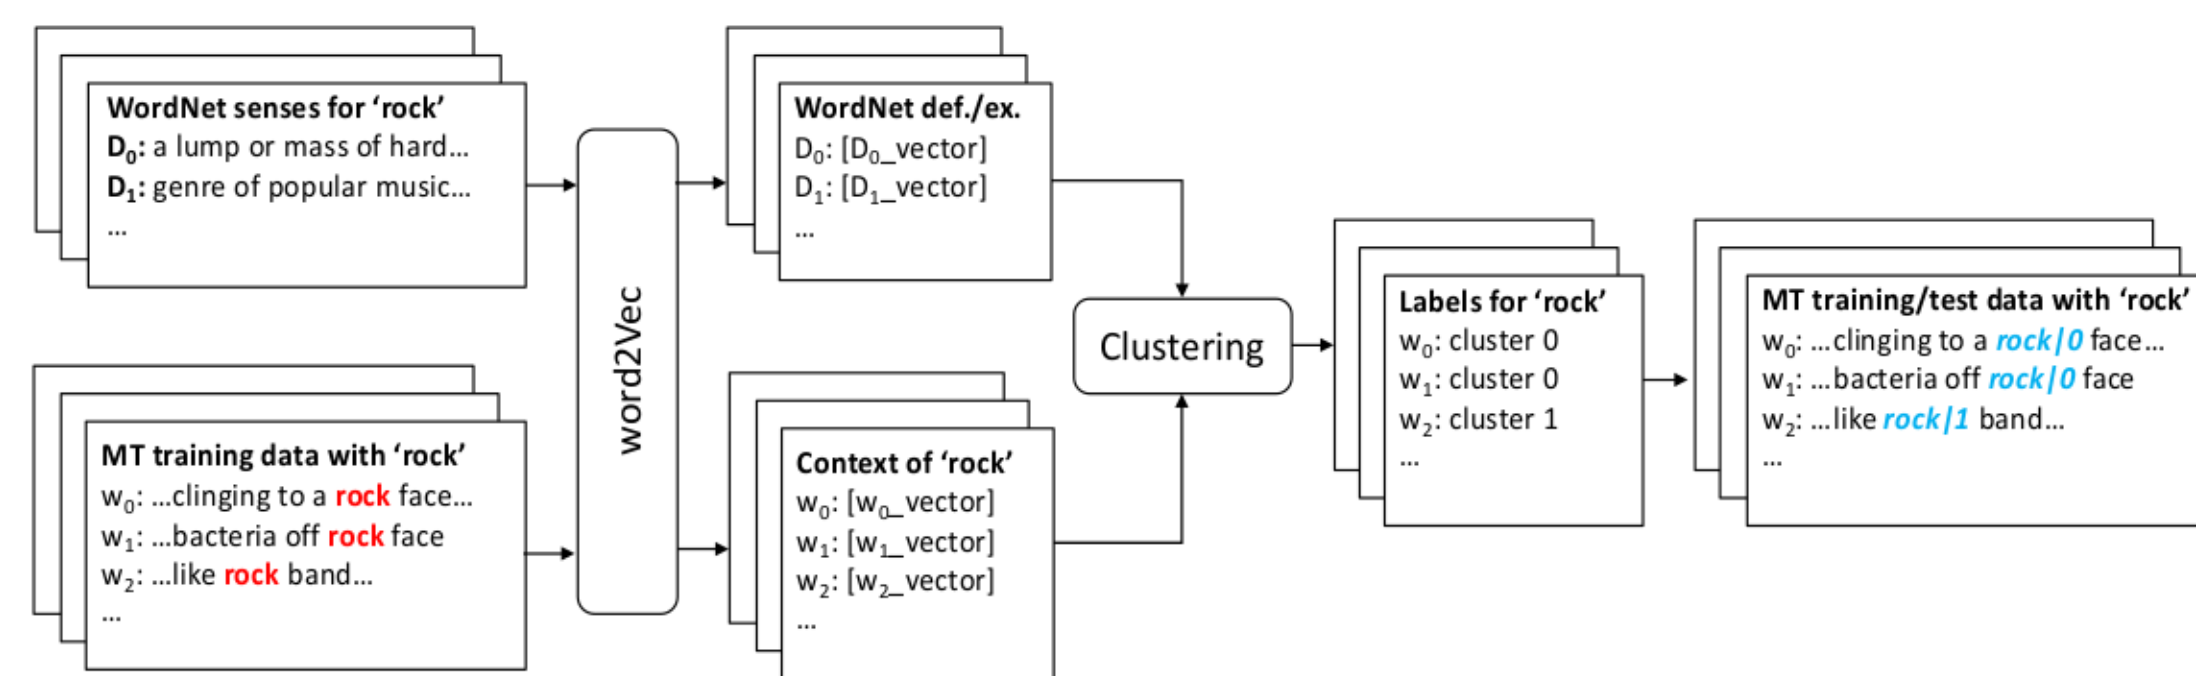 WordNet senses for ‘rock’
D₀: a lump or mass of hard…
D₁: genre of popular music…
…
MT training data with ‘rock’
w₀: …clinging to a rock face…
w₁: …bacteria off rock face
w₂: …like rock band…
…
word2Vec
WordNet def./ex.
D₀: [D₀_vector]
D₁: [D₁_vector]
…
Context of ‘rock’
w₀: [w₀_vector]
w₁: [w₁_vector]
w₂: [w₂_vector]
…
Clustering
Labels for ‘rock’
w₀: cluster 0
w₁: cluster 0
w₂: cluster 1
…
MT training/test data with ‘rock’
w₀: …clinging to a rock|0 face…
w₁: …bacteria off rock|0 face
w₂: …like rock|1 band…
…